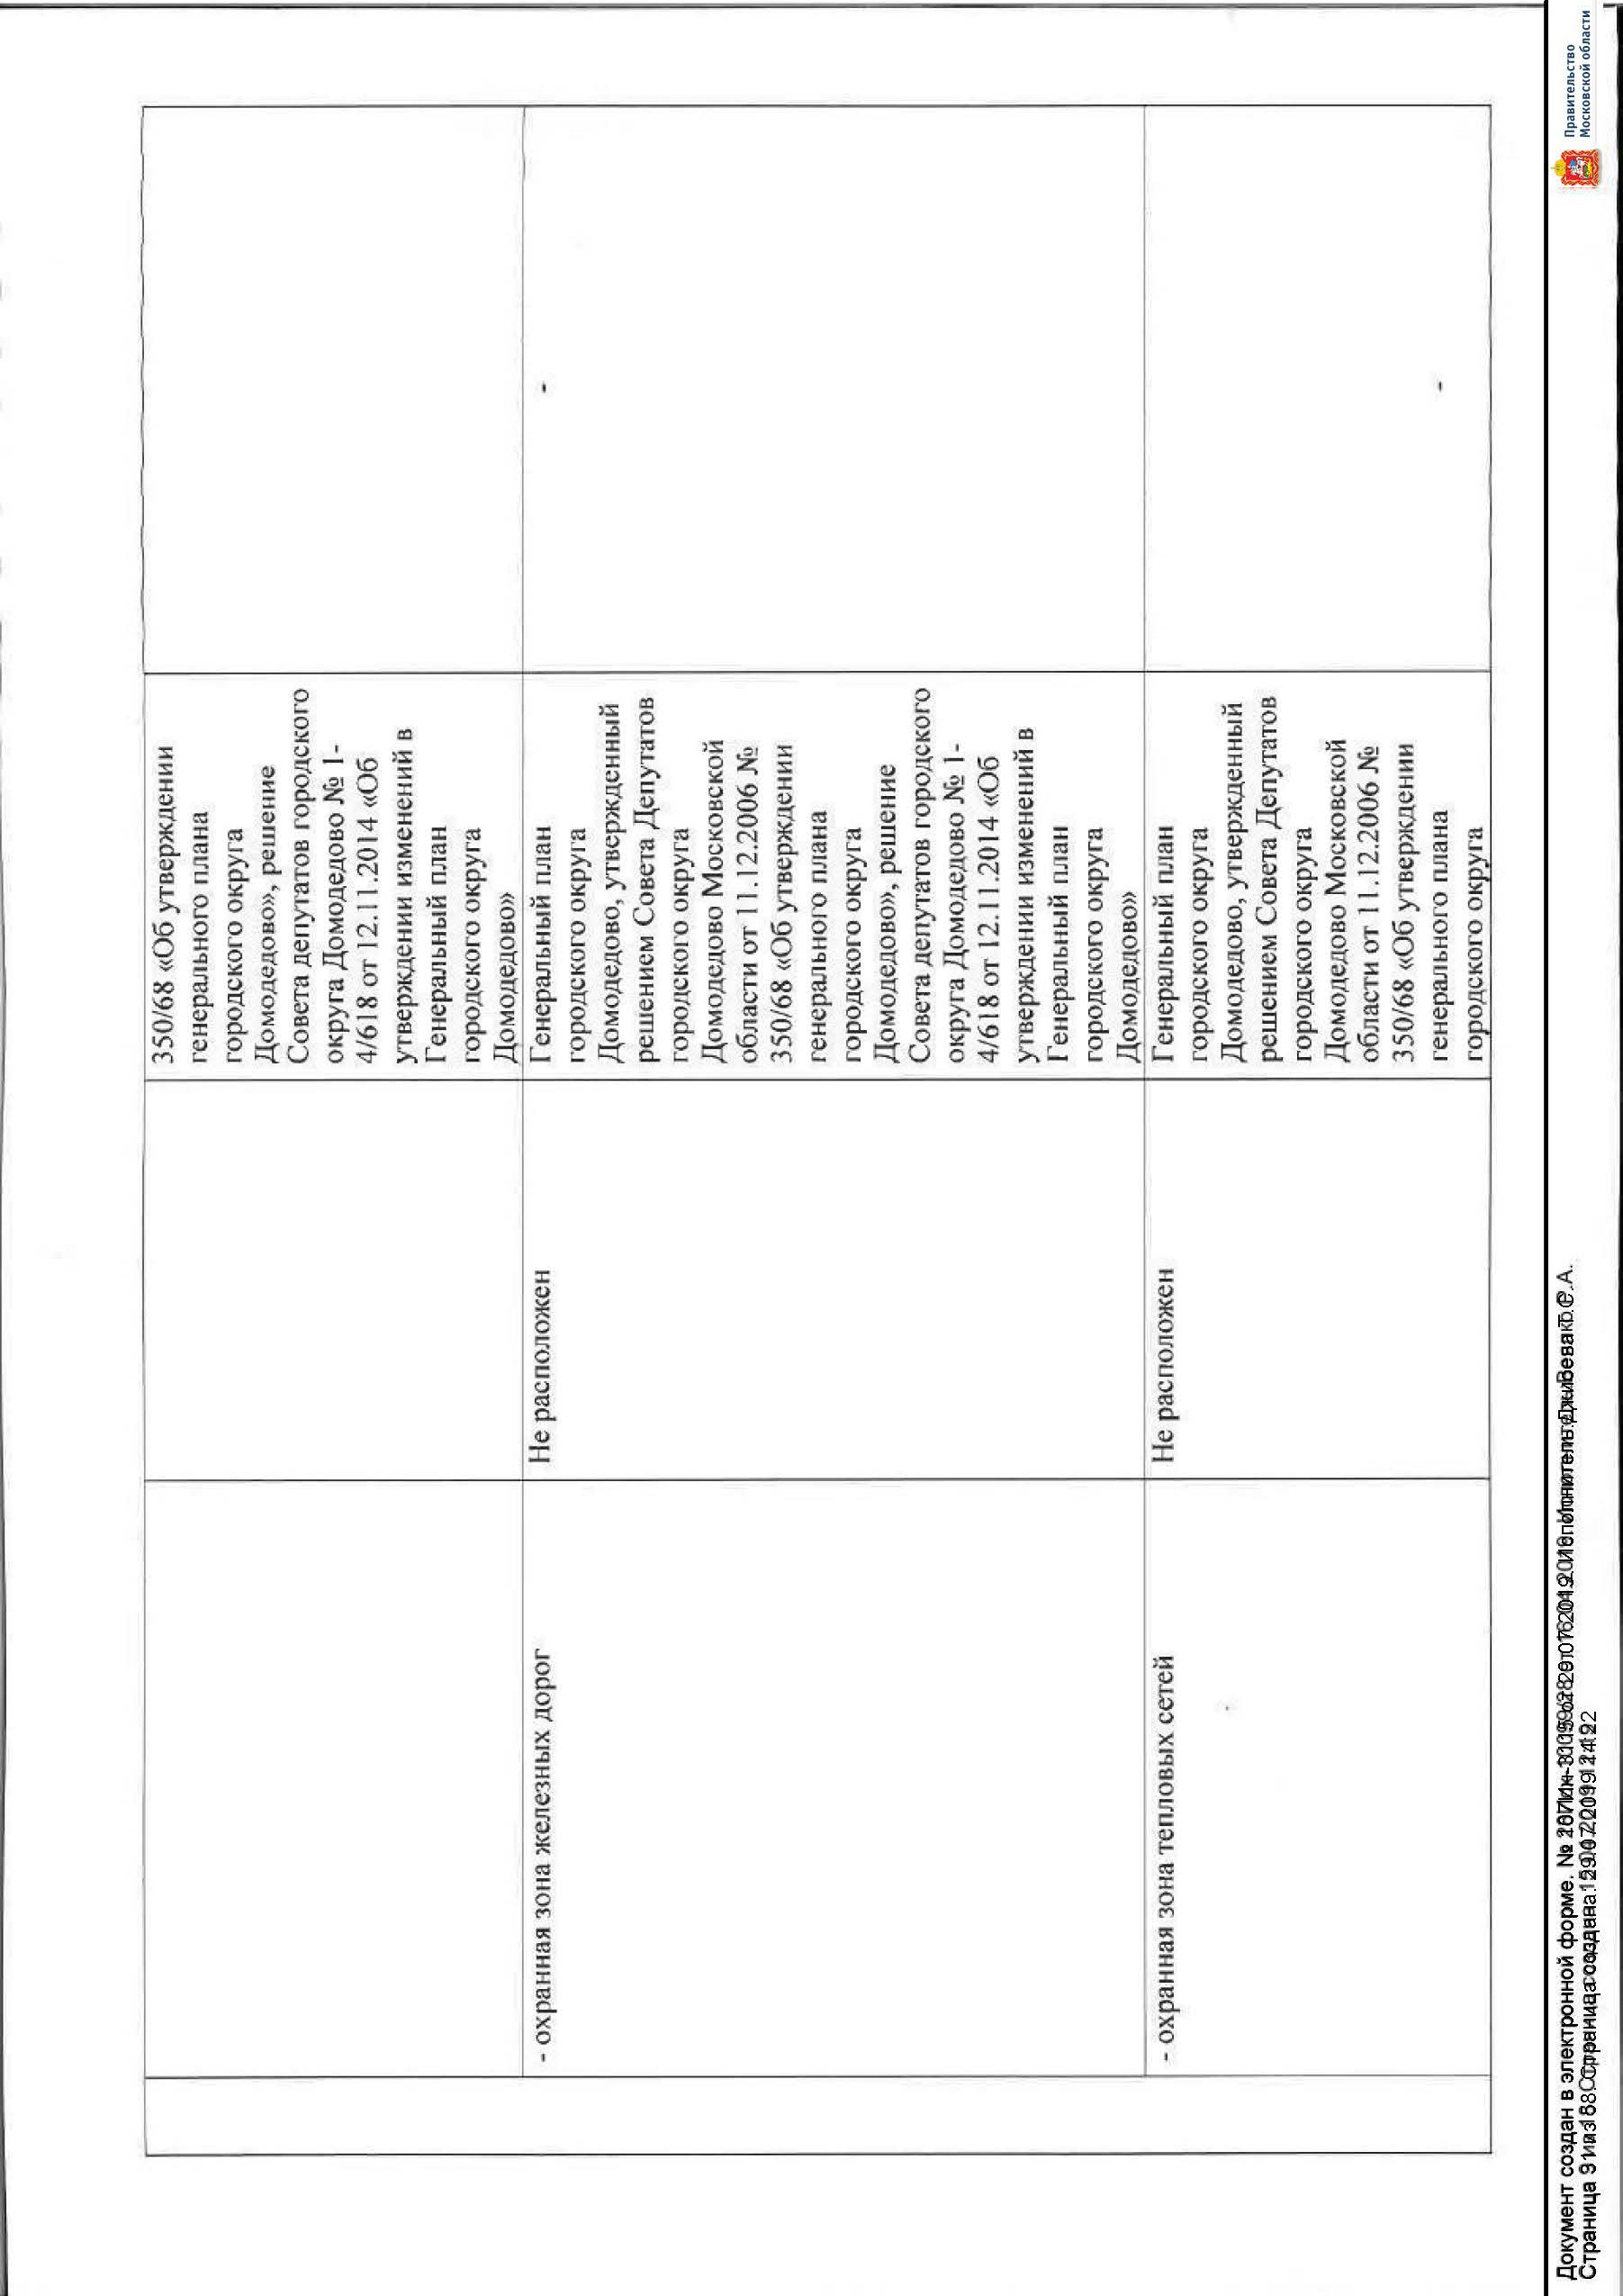 350/68 «Об утверждении
генерального плана
городского округа
Домодедово», решение
Совета депутатов городского
округа Домодедово № 1-
4/618 от 12.11.2014 «Об
утверждении изменений в
Генеральный план
городского округа
Домодедово»
- охранная зона железных дорог
Не расположен
Генеральный план
городского округа
Домодедово, утвержденный
решением Совета Депутатов
городского округа
Домодедово Московской
области от 11.12.2006 №
350/68 «Об утверждении
генерального плана
городского округа
Домодедово», решение
Совета депутатов городского
округа Домодедово № 1-
4/618 от 12.11.2014 «Об
утверждении изменений в
Генеральный план
городского округа
Домодедово»
-
- охранная зона тепловых сетей
Не расположен
Генеральный план
городского округа
Домодедово, утвержденный
решением Совета Депутатов
городского округа
Домодедово Московской
области от 11.12.2006 №
350/68 «Об утверждении
генерального плана
городского округа
-
Документ создан в электронной форме. №
Страница
Правительство
Московской области